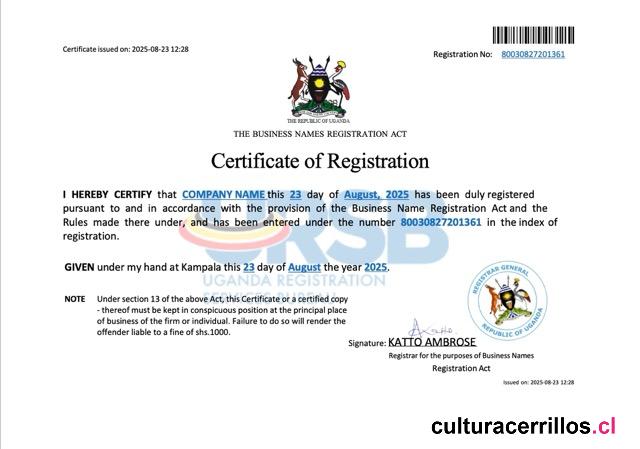 Certificate issued on: 2025-08-23 12:28
Registration No: 80030827201361
THE REPUBLIC OF UGANDA
THE BUSINESS NAMES REGISTRATION ACT
Certificate of Registration
I HEREBY CERTIFY that COMPANY NAME this 23 day of August, 2025 has been duly registered
pursuant to and in accordance with the provision of the Business Name Registration Act and the
Rules made there under, and has been entered under the number 80030827201361 in the index of
registration.
URSB
UGANDA REGISTRATION
SERVICES BUREAU
GIVEN under my hand at Kampala this 23 day of August the year 2025.
NOTE Under section 13 of the above Act, this Certificate or a certified copy
- thereof must be kept in conspicuous position at the principal place
of business of the firm or individual. Failure to do so will render the
offender liable to a fine of shs.1000.
REGISTRAR GENERAL
REPUBLIC OF UGANDA
Signature: KATTO AMBROSE
Registrar for the purposes of Business Names
Registration Act
Issued on: 2025-08-23 12:28
culturacerrillos.cl